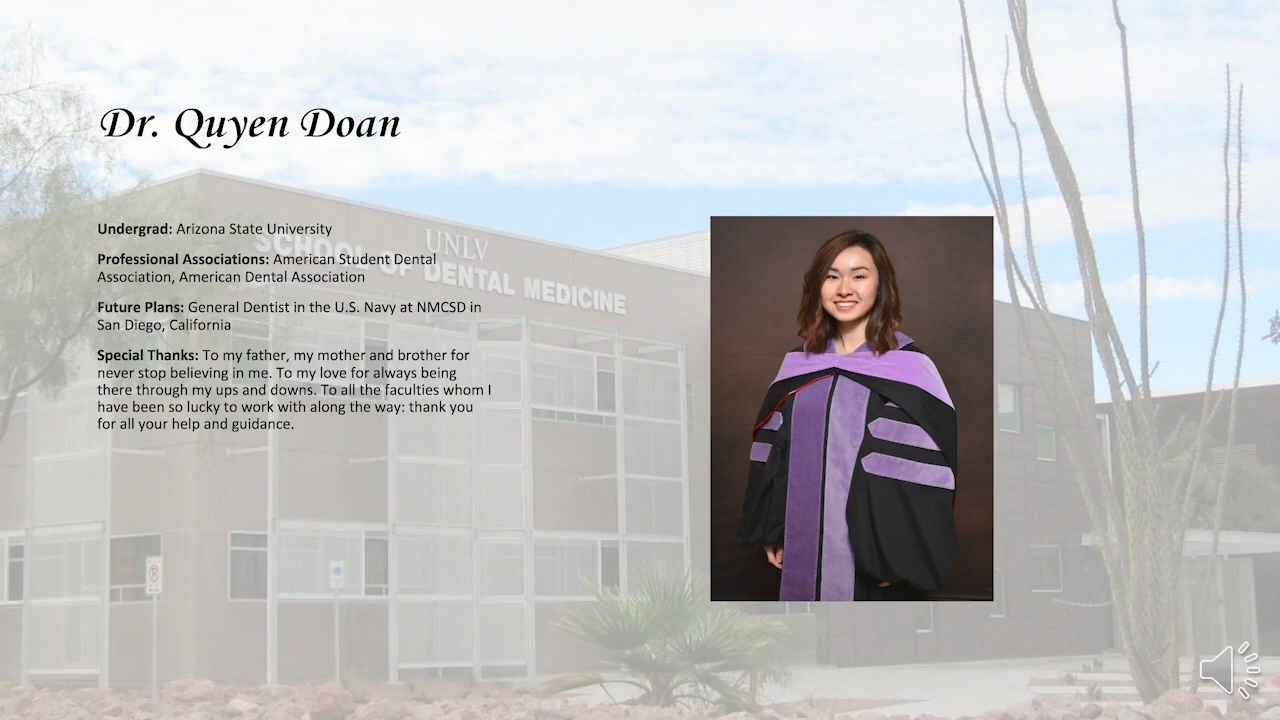 Dr. Quyen Doan
Undergrad: Arizona State University
Professional Associations: American Student Dental
Association, American Dental Association
Future Plans: General Dentist in the U.S. Navy at NMCSD in
San Diego, California
Special Thanks: To my father, my mother and brother for
never stop believing in me. To my love for always being
there through my ups and downs. To all the faculties whom I
have been so lucky to work with along the way: thank you
for all your help and guidance.
UNLV
SCHOOL OF DENTAL MEDICINE